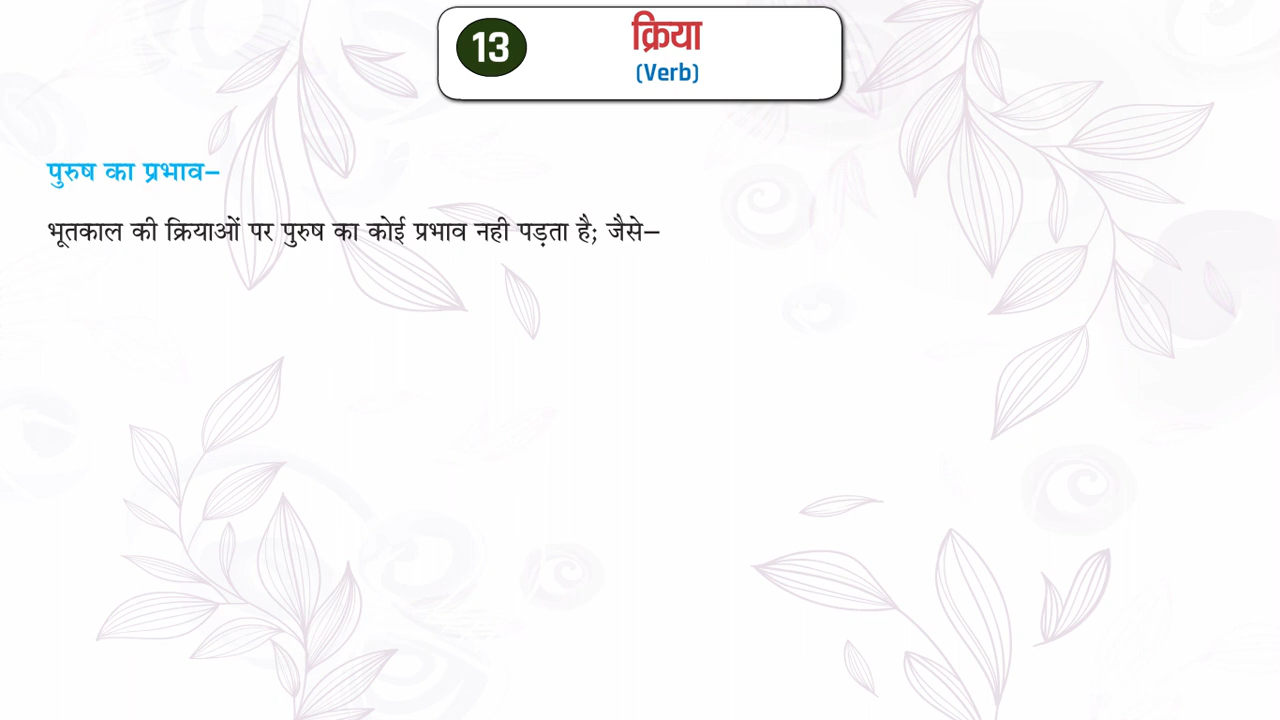 13
क्रिया
(Verb)
पुरुष का प्रभाव–
भूतकाल की क्रियाओं पर पुरुष का कोई प्रभाव नही पड़ता है; जैसे–